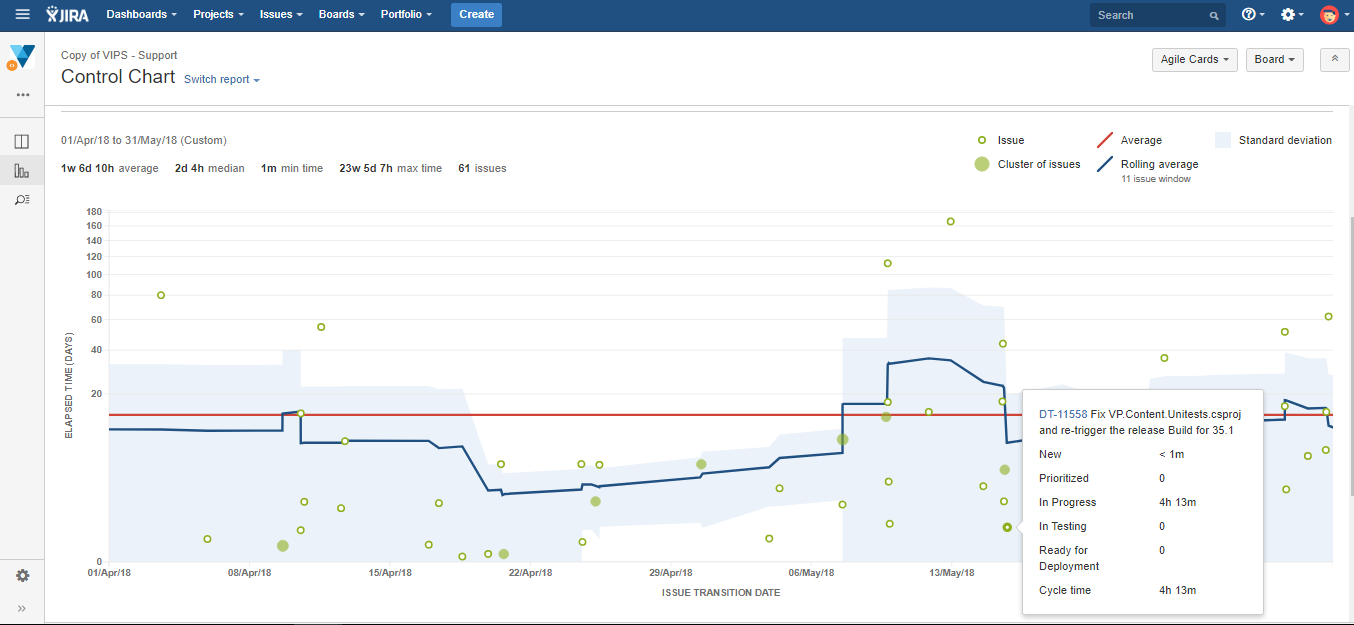 JIRA Dashboards Projects Issues Boards Portfolio Create Search
Copy of VIPS - Support
Control Chart Switch report
Agile Cards Board
01/Apr/18 to 31/May/18 (Custom)
1w 6d 10h average 2d 4h median 1m min time 23w 5d 7h max time 61 issues
Issue Average Standard deviation
Cluster of issues Rolling average
11 issue window
180
160
140
120
100
80
60
40
20
0
ELAPSED TIME (DAYS)
01/Apr/18 08/Apr/18 15/Apr/18 22/Apr/18 29/Apr/18 06/May/18 13/May/18
ISSUE TRANSITION DATE
DT-11558 Fix VP.Content.Unitests.csproj
and re-trigger the release Build for 35.1
New < 1m
Prioritized 0
In Progress 4h 13m
In Testing 0
Ready for 0
Deployment
Cycle time 4h 13m